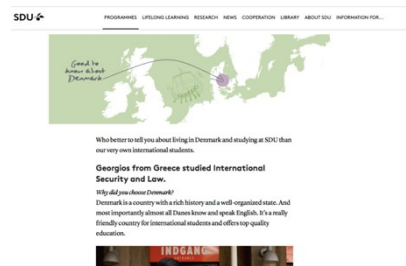 SDU
PROGRAMMES LIFELONG LEARNING RESEARCH NEWS COOPERATION LIBRARY ABOUT SDU INFORMATION FOR...
Good to
know about
Denmark
Who better to tell you about living in Denmark and studying at SDU than
our very own international students.
Georgios from Greece studied International
Security and Law.
Why did you choose Denmark?
Denmark is a country with a rich history and a well-organized state. And
most importantly almost all Danes know and speak English. It's a really
friendly country for international students and offers top quality
education.
INDGANG